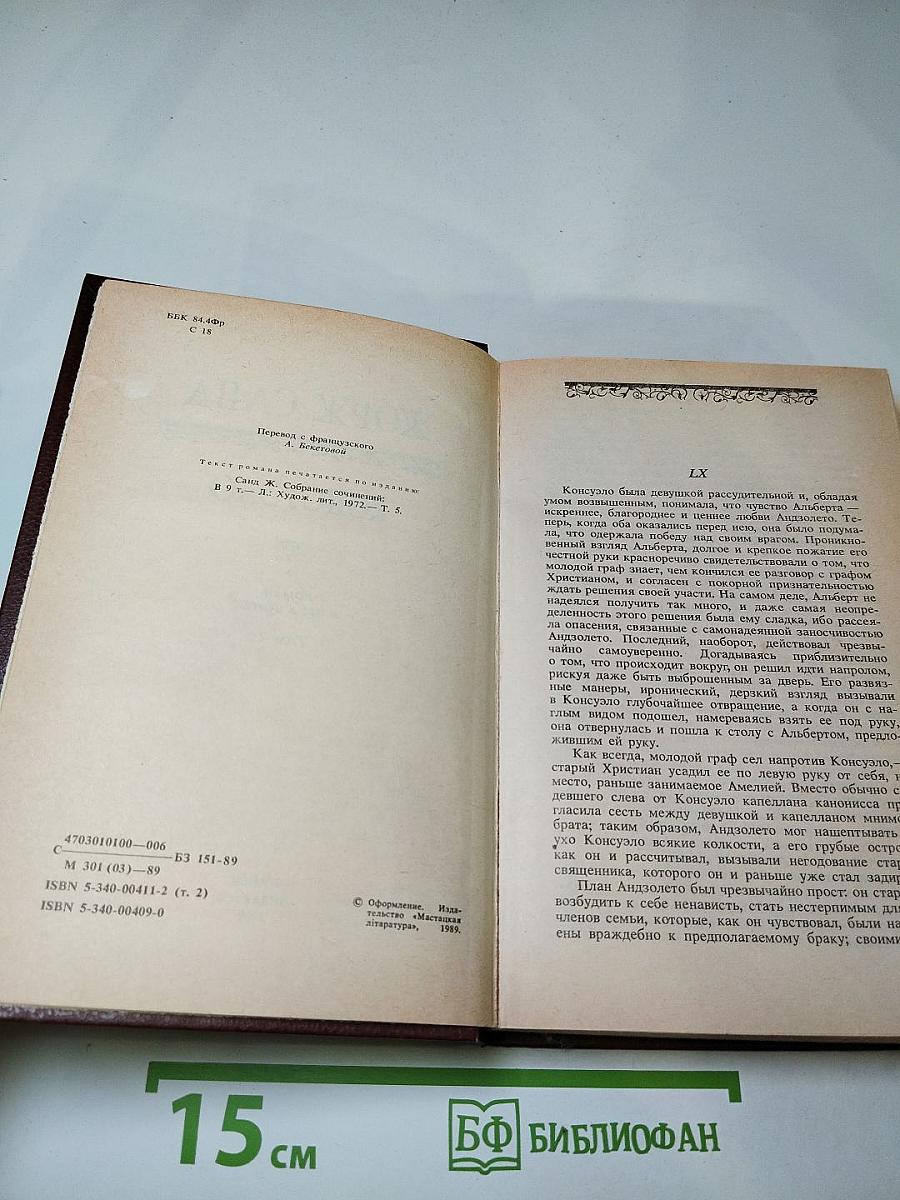 ББК 84.4Фр
С 18
Перевод с французского
А. Бекетовой
Текст романа печатается по изданию:
Санд Ж. Собрание сочинений:
В 9 т.— Л.: Худож. лит., 1972.— Т. 5.
4703010100—006
С БЗ 151-89
М 301 (03)—89
ISBN 5-340-00411-2 (т. 2)
ISBN 5-340-00409-0
© Оформление. Изда-
тельство «Мастацкая
літаратура», 1989.
LX
Консуэло была девушкой рассудительной и, обладая
умом возвышенным, понимала, что чувство Альберта —
искреннее, благороднее и ценнее любви Андзолето. Те-
перь, когда оба оказались перед нею, она было подума-
ла, что одержала победу над своим врагом. Проникно-
венный взгляд Альберта, долгое и крепкое пожатие его
честной руки красноречиво свидетельствовали о том, что
молодой граф знает, чем кончился ее разговор с графом
Христианом, и согласен с покорной признательностью
ждать решения своей участи. На самом деле, Альберт не
надеялся получить так много, и даже самая неопре-
деленность этого решения была ему сладка, ибо рассея-
ла опасения, связанные с самонадеянной заносчивостью
Андзолето. Последний, наоборот, действовал чрезвы-
чайно самоуверенно. Догадываясь приблизительно
о том, что происходит вокруг, он решил идти напролом,
рискуя даже быть выброшенным за дверь. Его развяз-
ные манеры, иронический, дерзкий взгляд вызывали
в Консуэло глубочайшее отвращение, а когда он с на-
глым видом подошел, намереваясь взять ее под руку,
она отвернулась и пошла к столу с Альбертом, предло-
жившим ей руку.
Как всегда, молодой граф сел напротив Консуэло,—
старый Христиан усадил ее по левую руку от себя, н
место, раньше занимаемое Амелией. Вместо обычно с
девшего слева от Консуэло капеллана канонисса пр
гласила сесть между девушкой и капелланом мнимо
брата; таким образом, Андзолето мог нашептывать
ухо Консуэло всякие колкости, а его грубые остро
как он и рассчитывал, вызывали негодование стар
священника, которого он и раньше уже стал задир
План Андзолето был чрезвычайно прост: он стар
возбудить к себе ненависть, стать нестерпимым для
членов семьи, которые, как он чувствовал, были на
ены враждебно к предполагаемому браку; своими
15 см
БФ БИБЛИОФАН